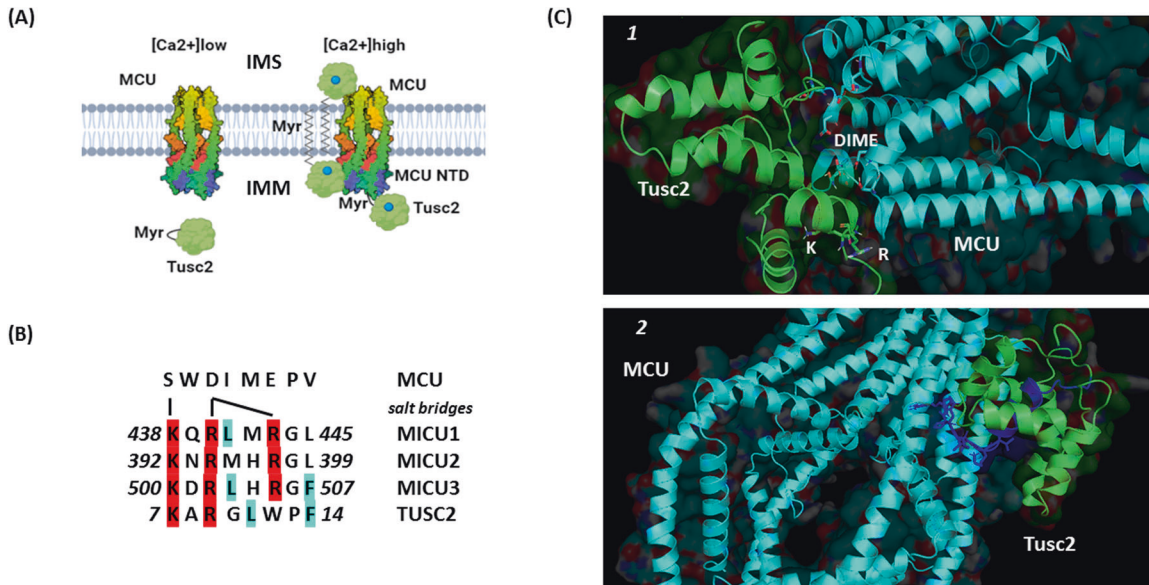 (A)
[Ca2+]low
[Ca2+]high
IMS
MCU
MCU
Myr
MCU NTD
IMM
Myr
Tusc2
Myr
Tusc2
(B)
S W D I M E P V MCU
salt bridges
438 K Q R L M R G L 445 MICU1
392 K N R M H R G L 399 MICU2
500 K D R L H R G F 507 MICU3
7 K A R G L W P F 14 TUSC2
(C)
1
DIME
Tusc2
K
R
MCU
2
MCU
Tusc2